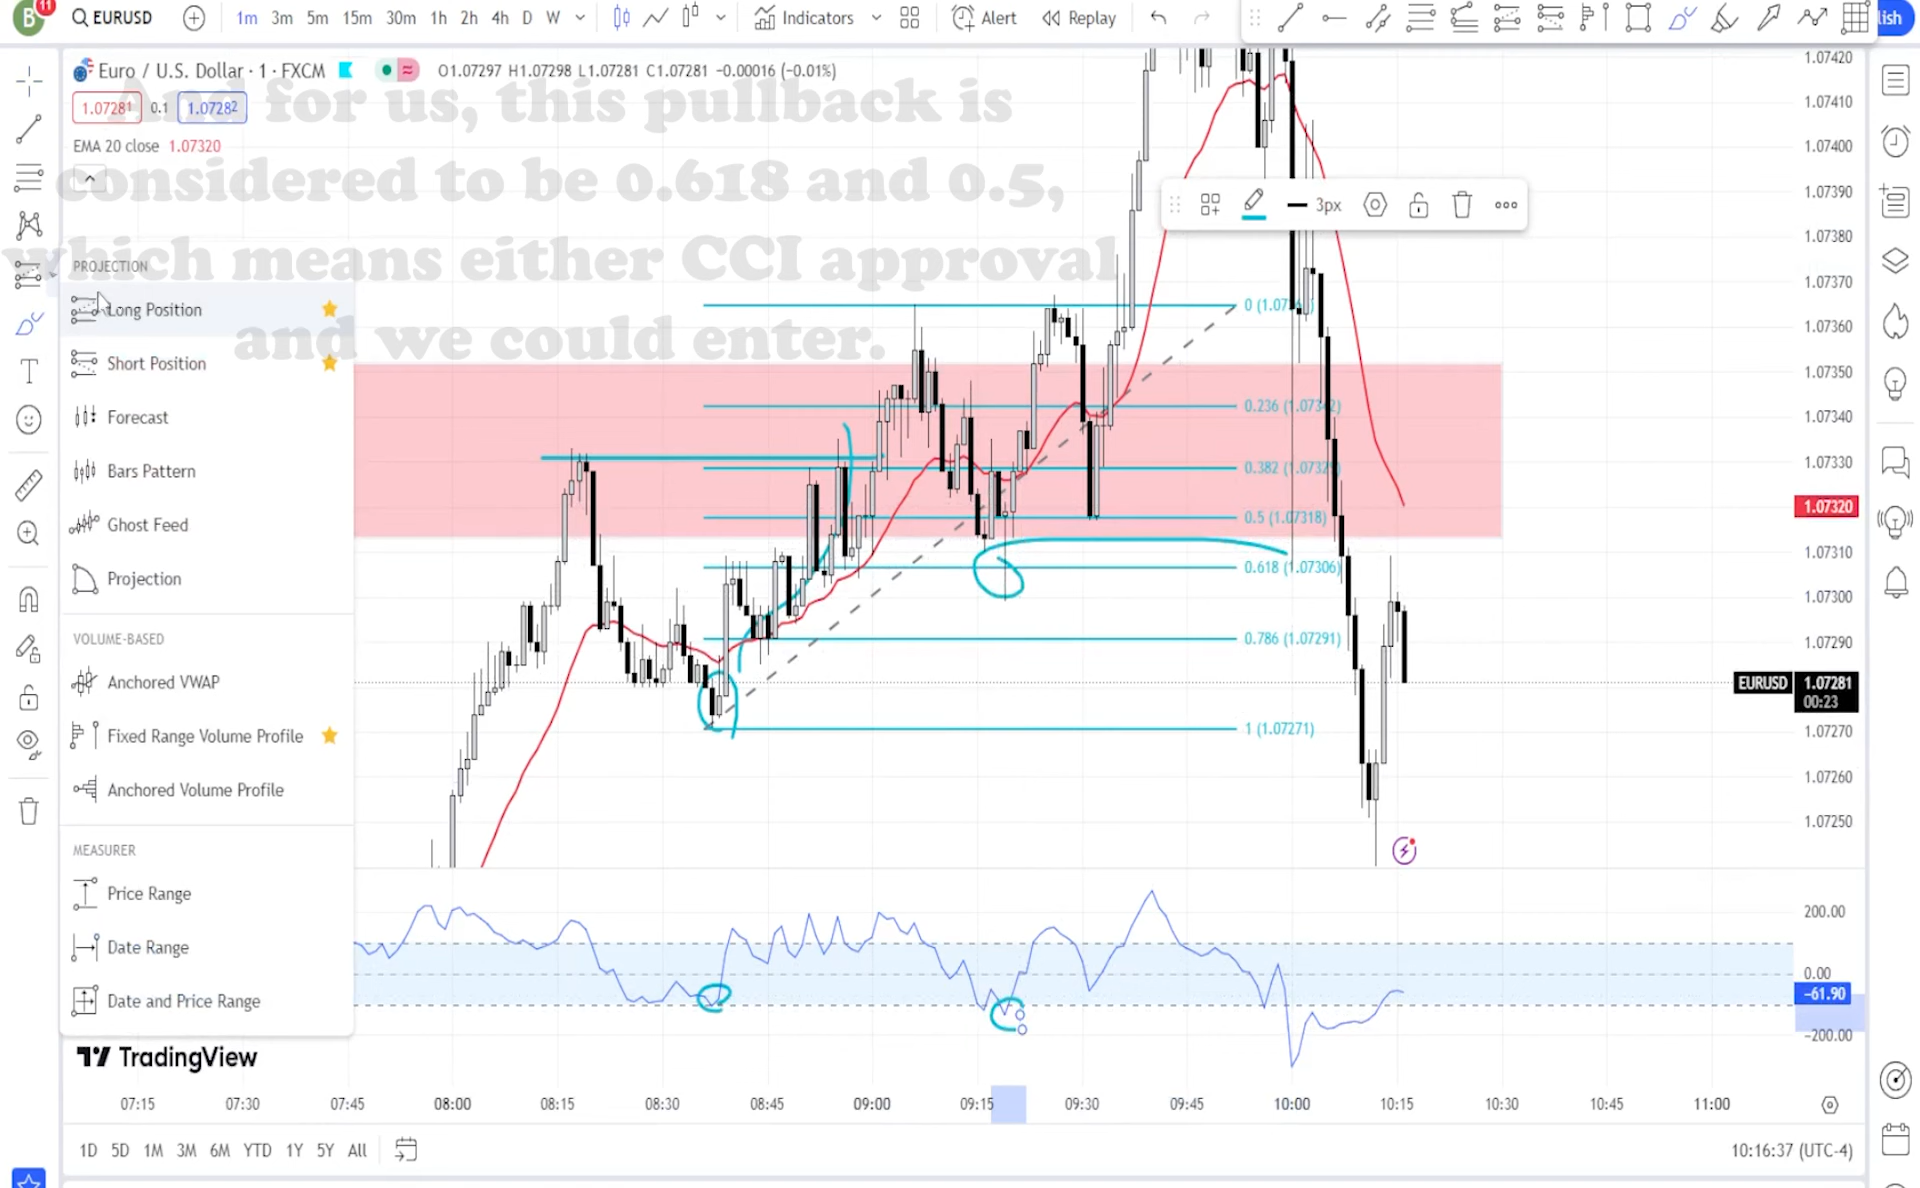 B
11
EURUSD
1m 3m 5m 15m 30m 1h 2h 4h D W
Indicators
Alert
Replay
lish
Euro / U.S. Dollar · 1 · FXCM
O1.07297 H1.07298 L1.07281 C1.07281 −0.00016 (−0.01%)
1.07281 0.1 1.07282
EMA 20 close 1.07320
And for us, this pullback is
considered to be 0.618 and 0.5,
which means either CCI approval
and we could enter.
3px
PROJECTION
Long Position
Short Position
Forecast
Bars Pattern
Ghost Feed
Projection
VOLUME-BASED
Anchored VWAP
Fixed Range Volume Profile
Anchored Volume Profile
MEASURER
Price Range
Date Range
Date and Price Range
0.236 (1.07342)
0.5 (1.07318)
0.618 (1.07306)
0.786 (1.07291)
1 (1.07271)
1.07420
1.07410
1.07400
1.07390
1.07380
1.07370
1.07360
1.07350
1.07340
1.07330
1.07320
1.07310
1.07300
1.07290
EURUSD 1.07281
00:23
1.07270
1.07260
1.07250
200.00
0.00
−61.90
−200.00
TradingView
07:15 07:30 07:45 08:00 08:15 08:30 08:45 09:00 09:15 09:30 09:45 10:00 10:15 10:30 10:45 11:00
1D 5D 1M 3M 6M YTD 1Y 5Y All
10:16:37 (UTC-4)